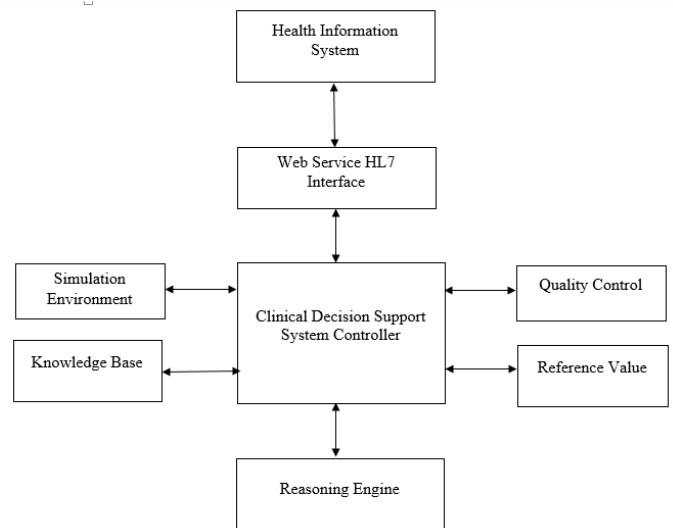 Health Information
System
Web Service HL7
Interface
Simulation
Environment
Clinical Decision Support
System Controller
Quality Control
Knowledge Base
Reference Value
Reasoning Engine